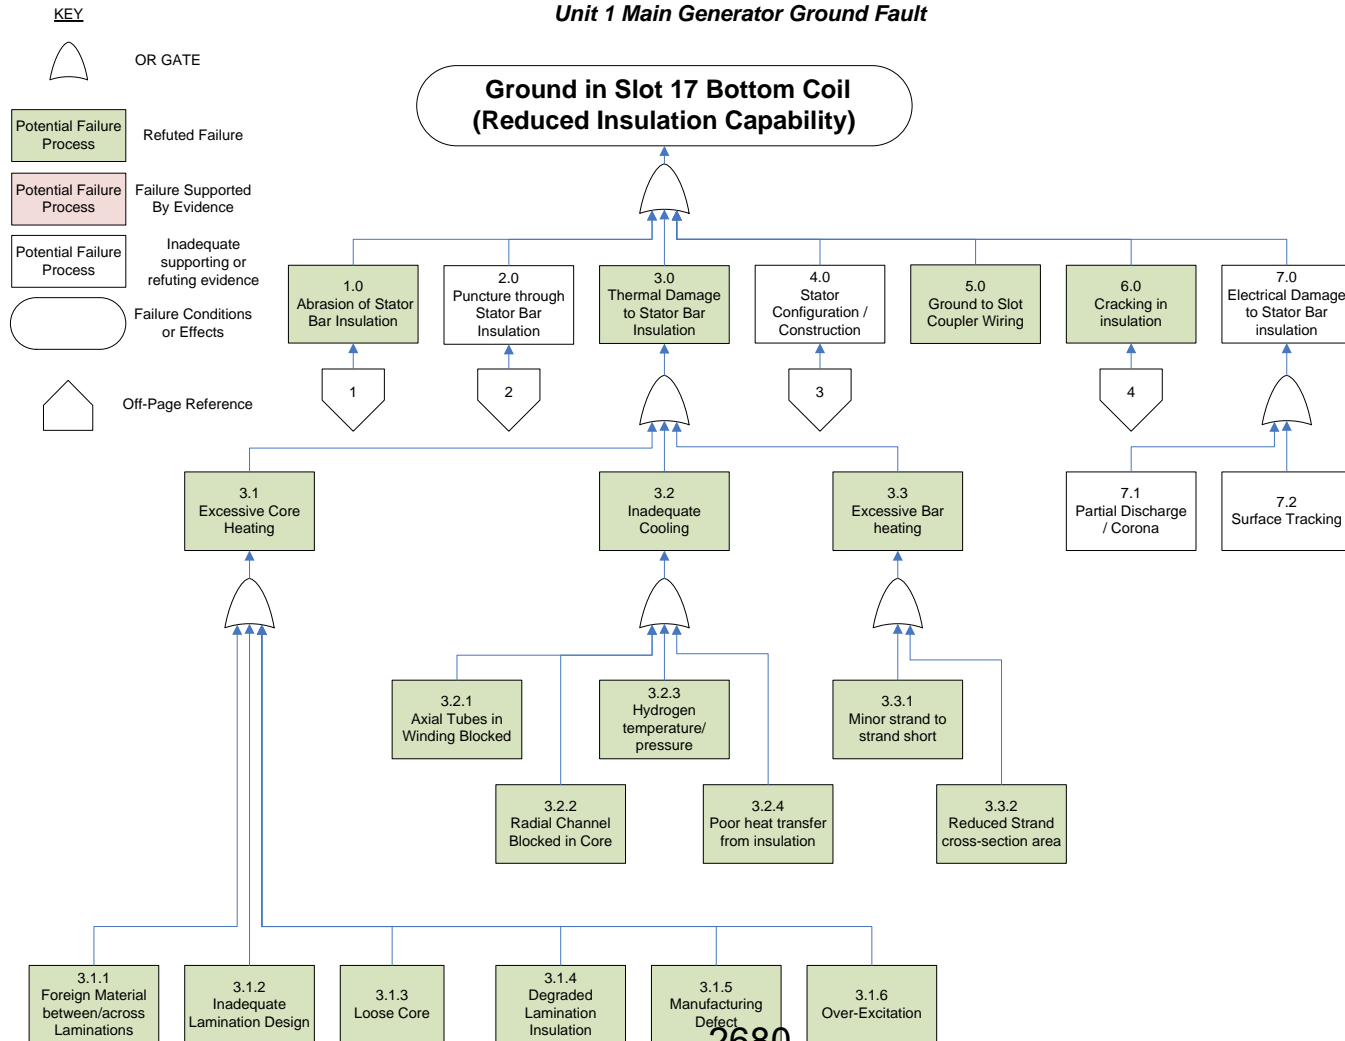 KEY
Unit 1 Main Generator Ground Fault
OR GATE
Potential Failure
Process
Refuted Failure
Potential Failure
Process
Failure Supported
By Evidence
Potential Failure
Process
Inadequate
supporting or
refuting evidence
Failure Conditions
or Effects
Off-Page Reference
Ground in Slot 17 Bottom Coil
(Reduced Insulation Capability)
1.0
Abrasion of Stator
Bar Insulation
2.0
Puncture through
Stator Bar
Insulation
3.0
Thermal Damage
to Stator Bar
Insulation
4.0
Stator
Configuration /
Construction
5.0
Ground to Slot
Coupler Wiring
6.0
Cracking in
insulation
7.0
Electrical Damage
to Stator Bar
insulation
1
2
3
4
3.1
Excessive Core
Heating
3.2
Inadequate
Cooling
3.3
Excessive Bar
heating
7.1
Partial Discharge
/ Corona
7.2
Surface Tracking
3.2.1
Axial Tubes in
Winding Blocked
3.2.3
Hydrogen
temperature/
pressure
3.3.1
Minor strand to
strand short
3.2.2
Radial Channel
Blocked in Core
3.2.4
Poor heat transfer
from insulation
3.3.2
Reduced Strand
cross-section area
3.1.1
Foreign Material
between/across
Laminations
3.1.2
Inadequate
Lamination Design
3.1.3
Loose Core
3.1.4
Degraded
Lamination
Insulation
3.1.5
Manufacturing
Defect
3.1.6
Over-Excitation
2680